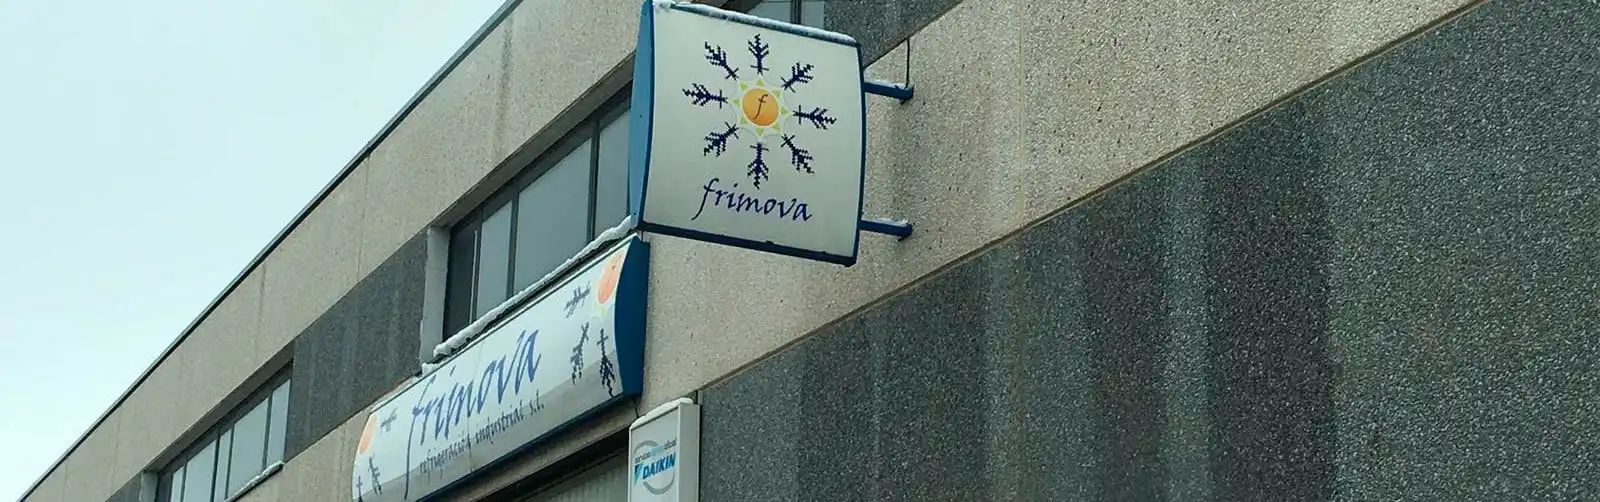 f
frimova
frimova
refrigeración industrial s.l.
DAIKIN